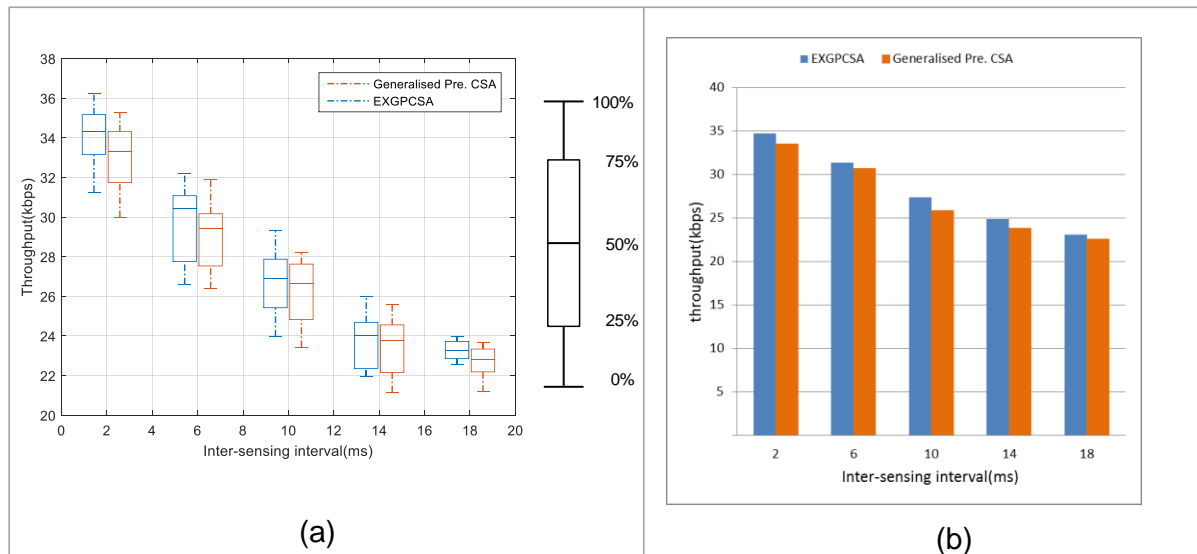 38
36
34
32
30
28
26
24
22
20
Throughput(kbps)
Generalised Pre. CSA
EXGPCSA
0 2 4 6 8 10 12 14 16 18 20
Inter-sensing interval(ms)
100%
75%
50%
25%
0%
(a)
EXGPCSA Generalised Pre. CSA
40
35
30
25
22
15
10
5
throughput(kbps)
2 6 10 14 18
Inter-sensing interval(ms)
(b)